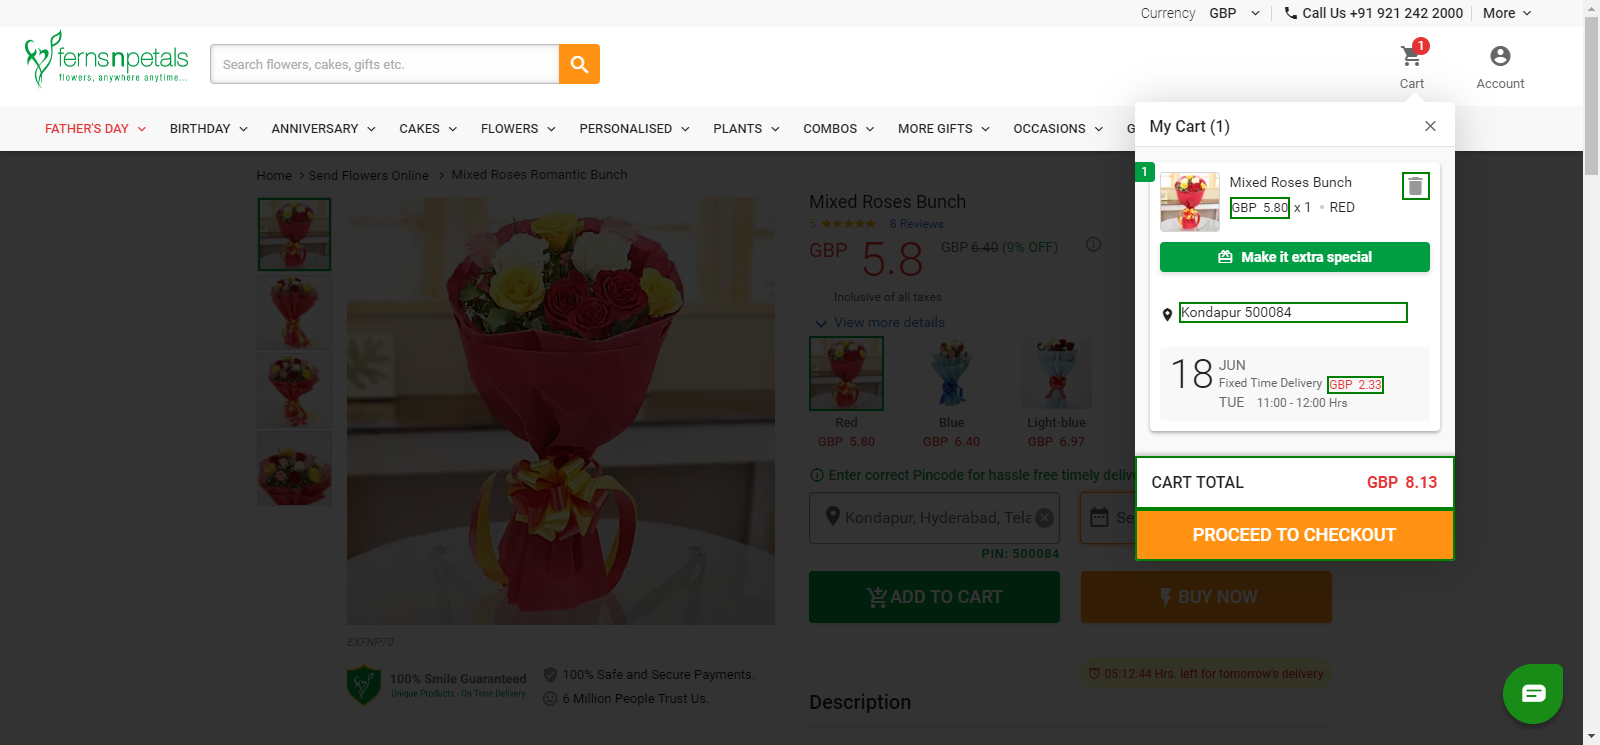 Currency GBP Call Us +91 921 242 2000 More
fernsnpetals
flowers, anywhere anytime...
Search flowers, cakes, gifts etc.
1
Cart
Account
FATHER'S DAY BIRTHDAY ANNIVERSARY CAKES FLOWERS PERSONALISED PLANTS COMBOS MORE GIFTS OCCASIONS G
My Cart (1)
1
Mixed Roses Bunch
GBP 5.80 x 1 RED
Make it extra special
Kondapur 500084
18 JUN
Fixed Time Delivery GBP 2.33
TUE 11:00 - 12:00 Hrs
CART TOTAL GBP 8.13
PROCEED TO CHECKOUT
Home > Send Flowers Online > Mixed Roses Romantic Bunch
Mixed Roses Bunch
5 ★★★★★ 8 Reviews
GBP 5.8 GBP 6.40 (9% OFF)
Inclusive of all taxes
View more details
Red Blue Light-blue
GBP 5.80 GBP 6.40 GBP 6.97
Enter correct Pincode for hassle free timely delive
Kondapur, Hyderabad, Tela Se
PIN: 500084
ADD TO CART BUY NOW
EXFNP70
100% Smile Guaranteed
Unique Products - On Time Delivery
100% Safe and Secure Payments.
6 Million People Trust Us.
05:12:44 Hrs. left for tomorrow's delivery
Description